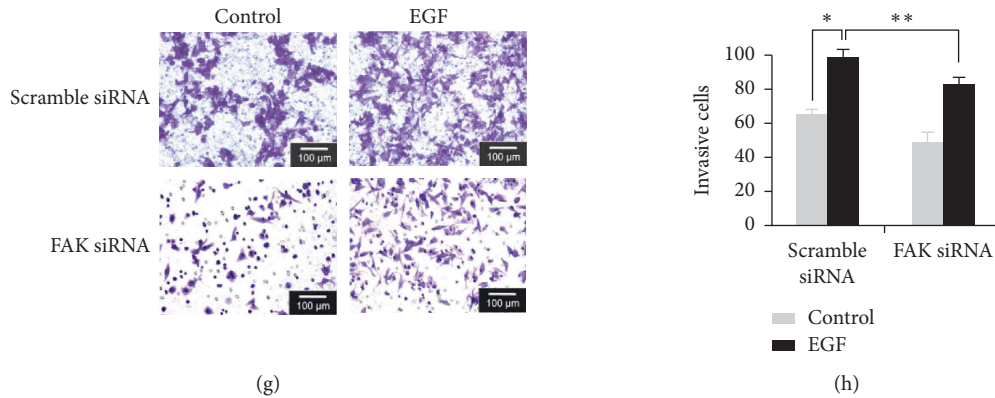 Control
EGF
Scramble siRNA
100 µm
100 µm
FAK siRNA
100 µm
100 µm
(g)
*
**
Invasive cells
100
80
60
40
20
0
Scramble
siRNA
FAK siRNA
Control
EGF
(h)